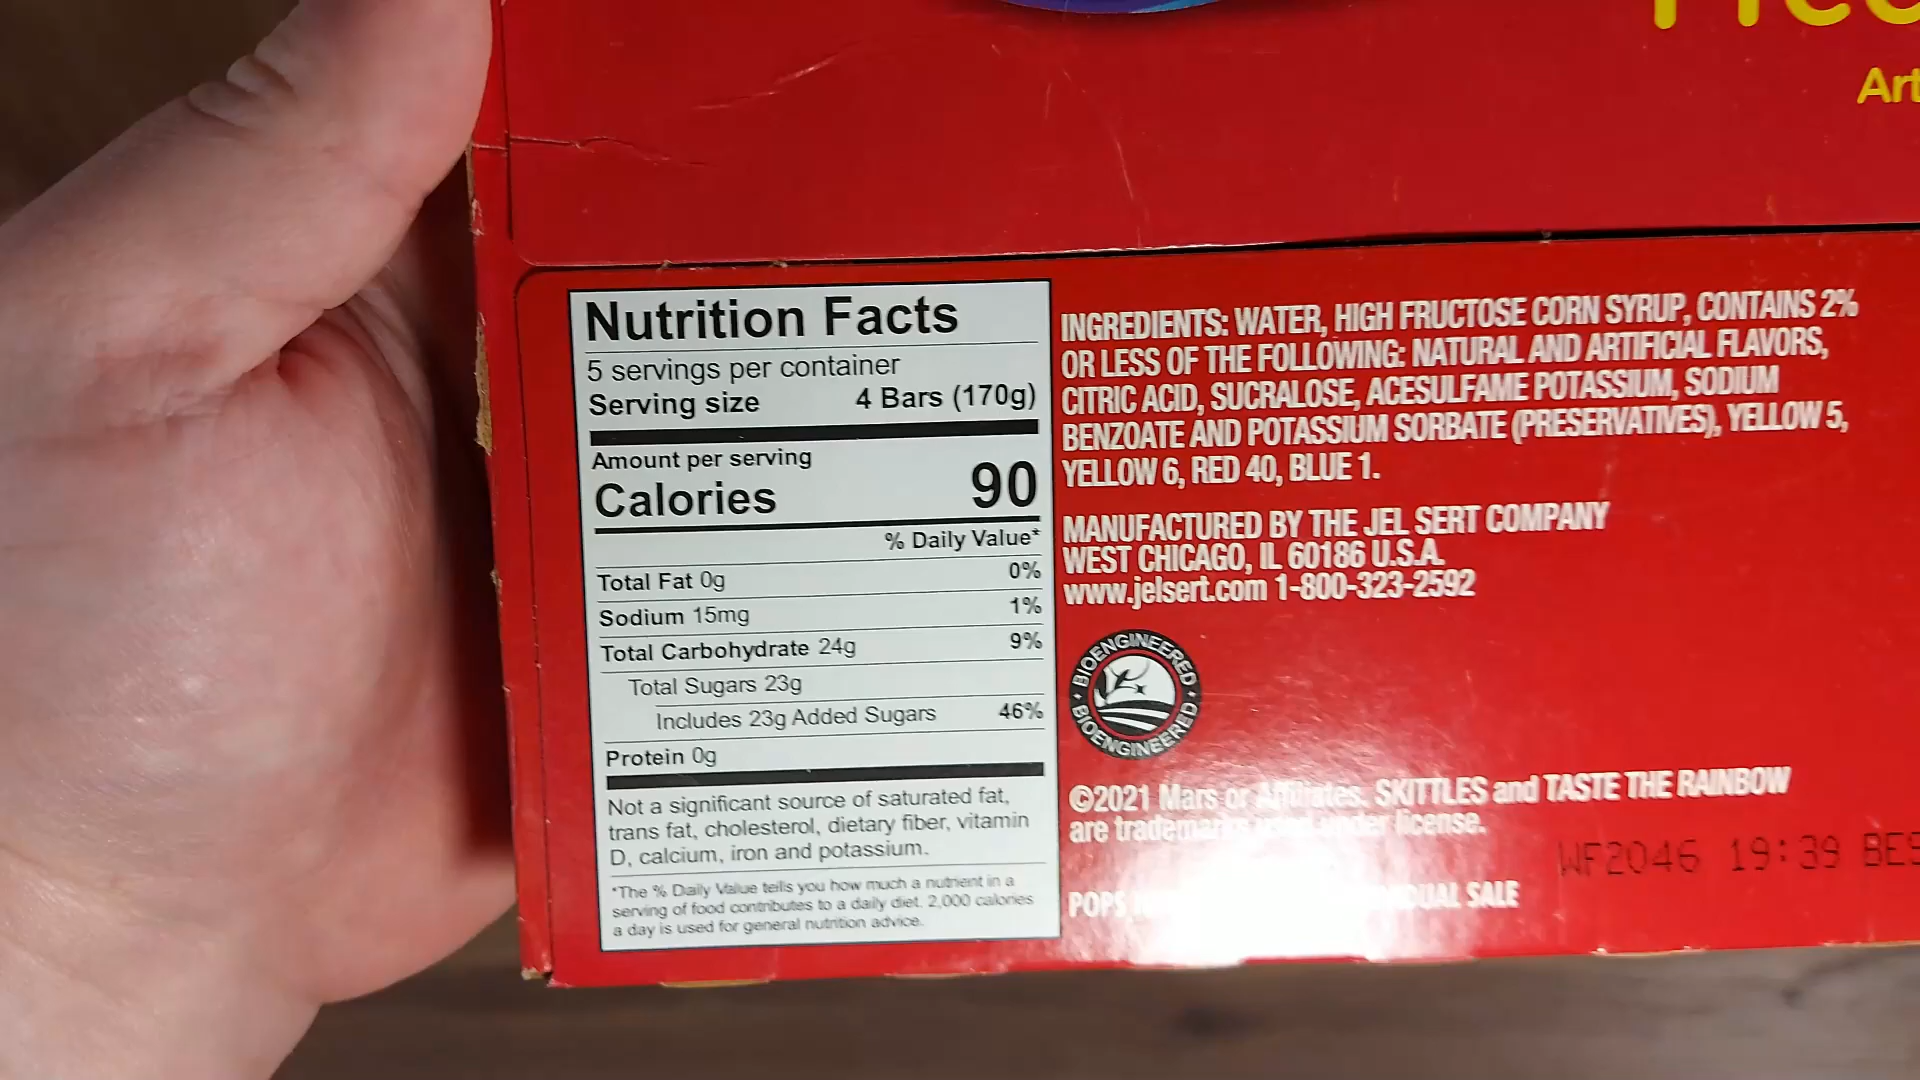 Art
Nutrition Facts
5 servings per container
Serving size 4 Bars (170g)
Amount per serving
Calories 90
% Daily Value*
Total Fat 0g 0%
Sodium 15mg 1%
Total Carbohydrate 24g 9%
Total Sugars 23g
Includes 23g Added Sugars 46%
Protein 0g
Not a significant source of saturated fat,
trans fat, cholesterol, dietary fiber, vitamin
D, calcium, iron and potassium.
*The % Daily Value tells you how much a nutrient in a
serving of food contributes to a daily diet. 2,000 calories
a day is used for general nutrition advice.
INGREDIENTS: WATER, HIGH FRUCTOSE CORN SYRUP, CONTAINS 2%
OR LESS OF THE FOLLOWING: NATURAL AND ARTIFICIAL FLAVORS,
CITRIC ACID, SUCRALOSE, ACESULFAME POTASSIUM, SODIUM
BENZOATE AND POTASSIUM SORBATE (PRESERVATIVES), YELLOW 5,
YELLOW 6, RED 40, BLUE 1.
MANUFACTURED BY THE JEL SERT COMPANY
WEST CHICAGO, IL 60186 U.S.A.
www.jelsert.com 1-800-323-2592
BIOENGINEERED
BIOENGINEERED
©2021 Mars or Affiliates. SKITTLES and TASTE THE RAINBOW
are trademarks used under license.
WF2046 19:39 BES
POPS SALE